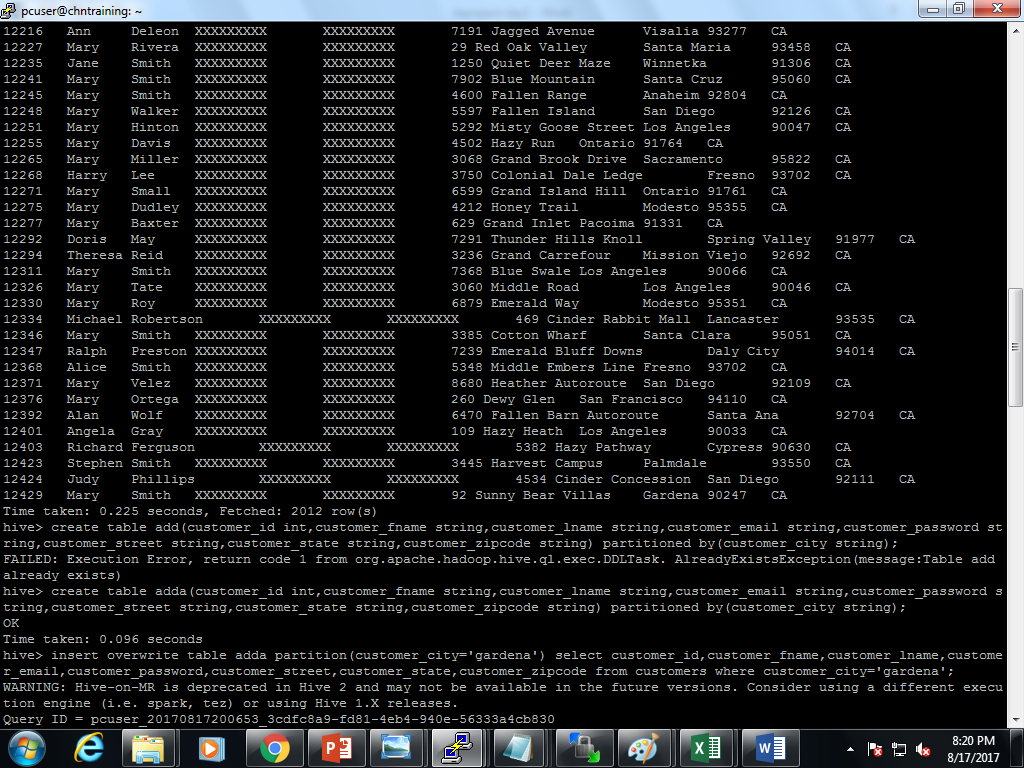 pcuser@chntraining: ~
12216 Ann Deleon XXXXXXXXX XXXXXXXXX 7191 Jagged Avenue Visalia 93277 CA
12227 Mary Rivera XXXXXXXXX XXXXXXXXX 29 Red Oak Valley Santa Maria 93458 CA
12235 Jane Smith XXXXXXXXX XXXXXXXXX 1250 Quiet Deer Maze Winnetka 91306 CA
12241 Mary Smith XXXXXXXXX XXXXXXXXX 7902 Blue Mountain Santa Cruz 95060 CA
12245 Mary Smith XXXXXXXXX XXXXXXXXX 4600 Fallen Range Anaheim 92804 CA
12248 Mary Walker XXXXXXXXX XXXXXXXXX 5597 Fallen Island San Diego 92126 CA
12251 Mary Hinton XXXXXXXXX XXXXXXXXX 5292 Misty Goose Street Los Angeles 90047 CA
12255 Mary Davis XXXXXXXXX XXXXXXXXX 4502 Hazy Run Ontario 91764 CA
12265 Mary Miller XXXXXXXXX XXXXXXXXX 3068 Grand Brook Drive Sacramento 95822 CA
12268 Harry Lee XXXXXXXXX XXXXXXXXX 3750 Colonial Dale Ledge Fresno 93702 CA
12271 Mary Small XXXXXXXXX XXXXXXXXX 6599 Grand Island Hill Ontario 91761 CA
12275 Mary Dudley XXXXXXXXX XXXXXXXXX 4212 Honey Trail Modesto 95355 CA
12277 Mary Baxter XXXXXXXXX XXXXXXXXX 629 Grand Inlet Pacoima 91331 CA
12292 Doris May XXXXXXXXX XXXXXXXXX 7291 Thunder Hills Knoll Spring Valley 91977 CA
12294 Theresa Reid XXXXXXXXX XXXXXXXXX 3236 Grand Carrefour Mission Viejo 92692 CA
12311 Mary Smith XXXXXXXXX XXXXXXXXX 7368 Blue Swale Los Angeles 90066 CA
12326 Mary Tate XXXXXXXXX XXXXXXXXX 3060 Middle Road Los Angeles 90046 CA
12330 Mary Roy XXXXXXXXX XXXXXXXXX 6879 Emerald Way Modesto 95351 CA
12334 Michael Robertson XXXXXXXXX XXXXXXXXX 469 Cinder Rabbit Mall Lancaster 93535 CA
12346 Mary Smith XXXXXXXXX XXXXXXXXX 3385 Cotton Wharf Santa Clara 95051 CA
12347 Ralph Preston XXXXXXXXX XXXXXXXXX 7239 Emerald Bluff Downs Daly City 94014 CA
12368 Alice Smith XXXXXXXXX XXXXXXXXX 5348 Middle Embers Line Fresno 93702 CA
12371 Mary Velez XXXXXXXXX XXXXXXXXX 8680 Heather Autoroute San Diego 92109 CA
12376 Mary Ortega XXXXXXXXX XXXXXXXXX 260 Dewy Glen San Francisco 94110 CA
12392 Alan Wolf XXXXXXXXX XXXXXXXXX 6470 Fallen Barn Autoroute Santa Ana 92704 CA
12401 Angela Gray XXXXXXXXX XXXXXXXXX 109 Hazy Heath Los Angeles 90033 CA
12403 Richard Ferguson XXXXXXXXX XXXXXXXXX 5382 Hazy Pathway Cypress 90630 CA
12423 Stephen Smith XXXXXXXXX XXXXXXXXX 3445 Harvest Campus Palmdale 93550 CA
12424 Judy Phillips XXXXXXXXX XXXXXXXXX 4534 Cinder Concession San Diego 92111 CA
12429 Mary Smith XXXXXXXXX XXXXXXXXX 92 Sunny Bear Villas Gardena 90247 CA
Time taken: 0.225 seconds, Fetched: 2012 row(s)
hive> create table add(customer_id int,customer_fname string,customer_lname string,customer_email string,customer_password st
ring,customer_street string,customer_state string,customer_zipcode string) partitioned by(customer_city string);
FAILED: Execution Error, return code 1 from org.apache.hadoop.hive.ql.exec.DDLTask. AlreadyExistsException(message:Table add
already exists)
hive> create table adda(customer_id int,customer_fname string,customer_lname string,customer_email string,customer_password s
tring,customer_street string,customer_state string,customer_zipcode string) partitioned by(customer_city string);
OK
Time taken: 0.096 seconds
hive> insert overwrite table adda partition(customer_city='gardena') select customer_id,customer_fname,customer_lname,custome
r_email,customer_password,customer_street,customer_state,customer_zipcode from customers where customer_city='gardena';
WARNING: Hive-on-MR is deprecated in Hive 2 and may not be available in the future versions. Consider using a different execu
tion engine (i.e. spark, tez) or using Hive 1.X releases.
Query ID = pcuser_20170817200653_3cdfc8a9-fd81-4eb4-940e-56333a4cb830
8:20 PM
8/17/2017